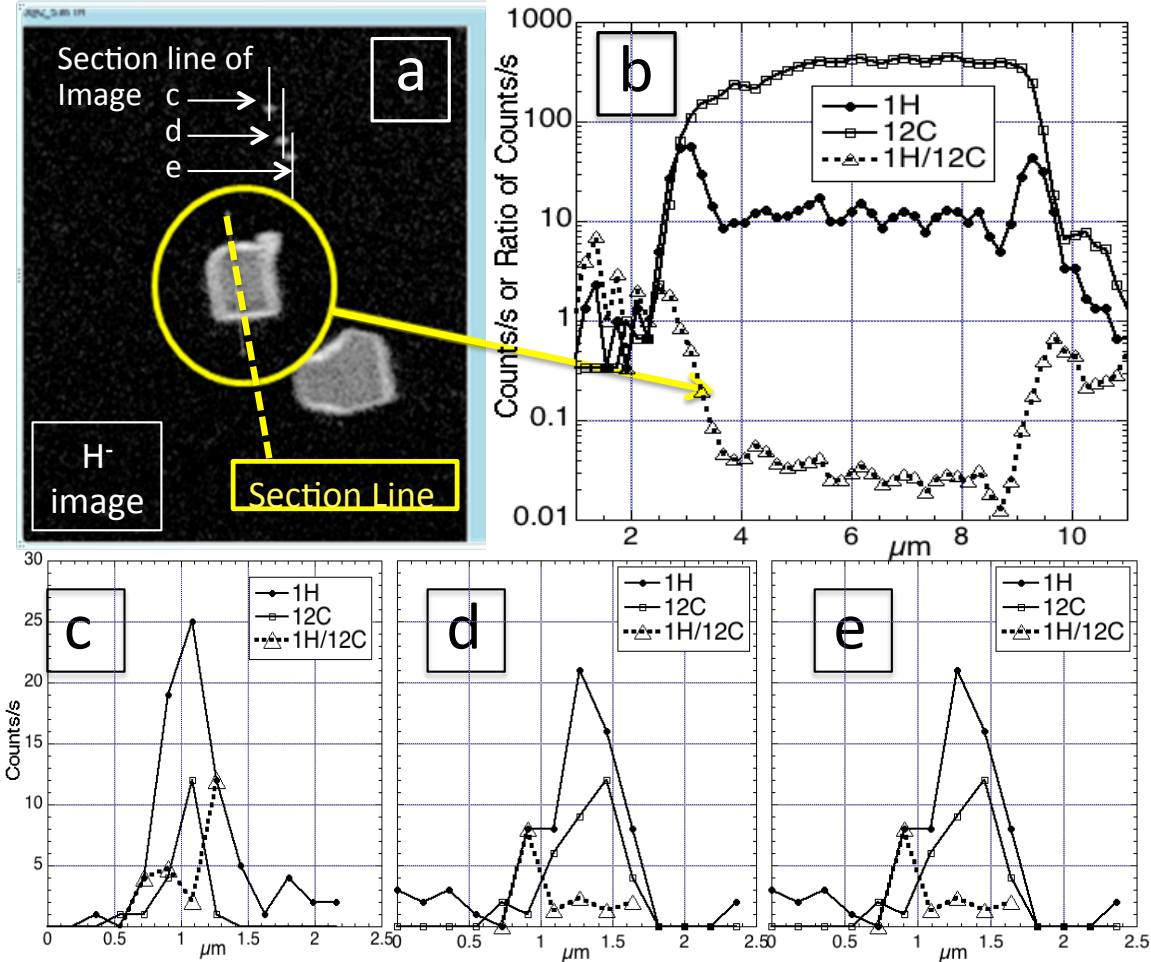 Section line of
Image
a
c
d
e
H-
image
Section Line
b
1000
100
10
1
0.1
0.01
Counts/s or Ratio of Counts/s
1H
12C
1H/12C
2
4
6
8
10
µm
c
30
25
20
15
10
5
0
Counts/s
1H
12C
1H/12C
0
0.5
1
1.5
2
2.5
µm
d
1H
12C
1H/12C
0
0.5
1
1.5
2
2.5
µm
e
1H
12C
1H/12C
0
0.5
1
1.5
2
2.5
µm